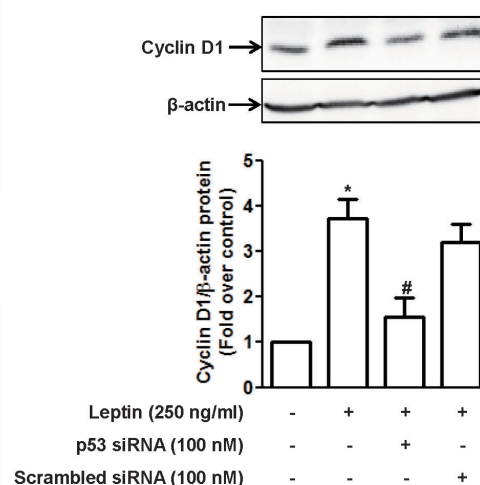 Cyclin D1
β-actin
Cyclin D1/β-actin protein
(Fold over control)
5
4
3
2
1
0
*
#
Leptin (250 ng/ml) - + + +
p53 siRNA (100 nM) - - + -
Scrambled siRNA (100 nM) - - - +